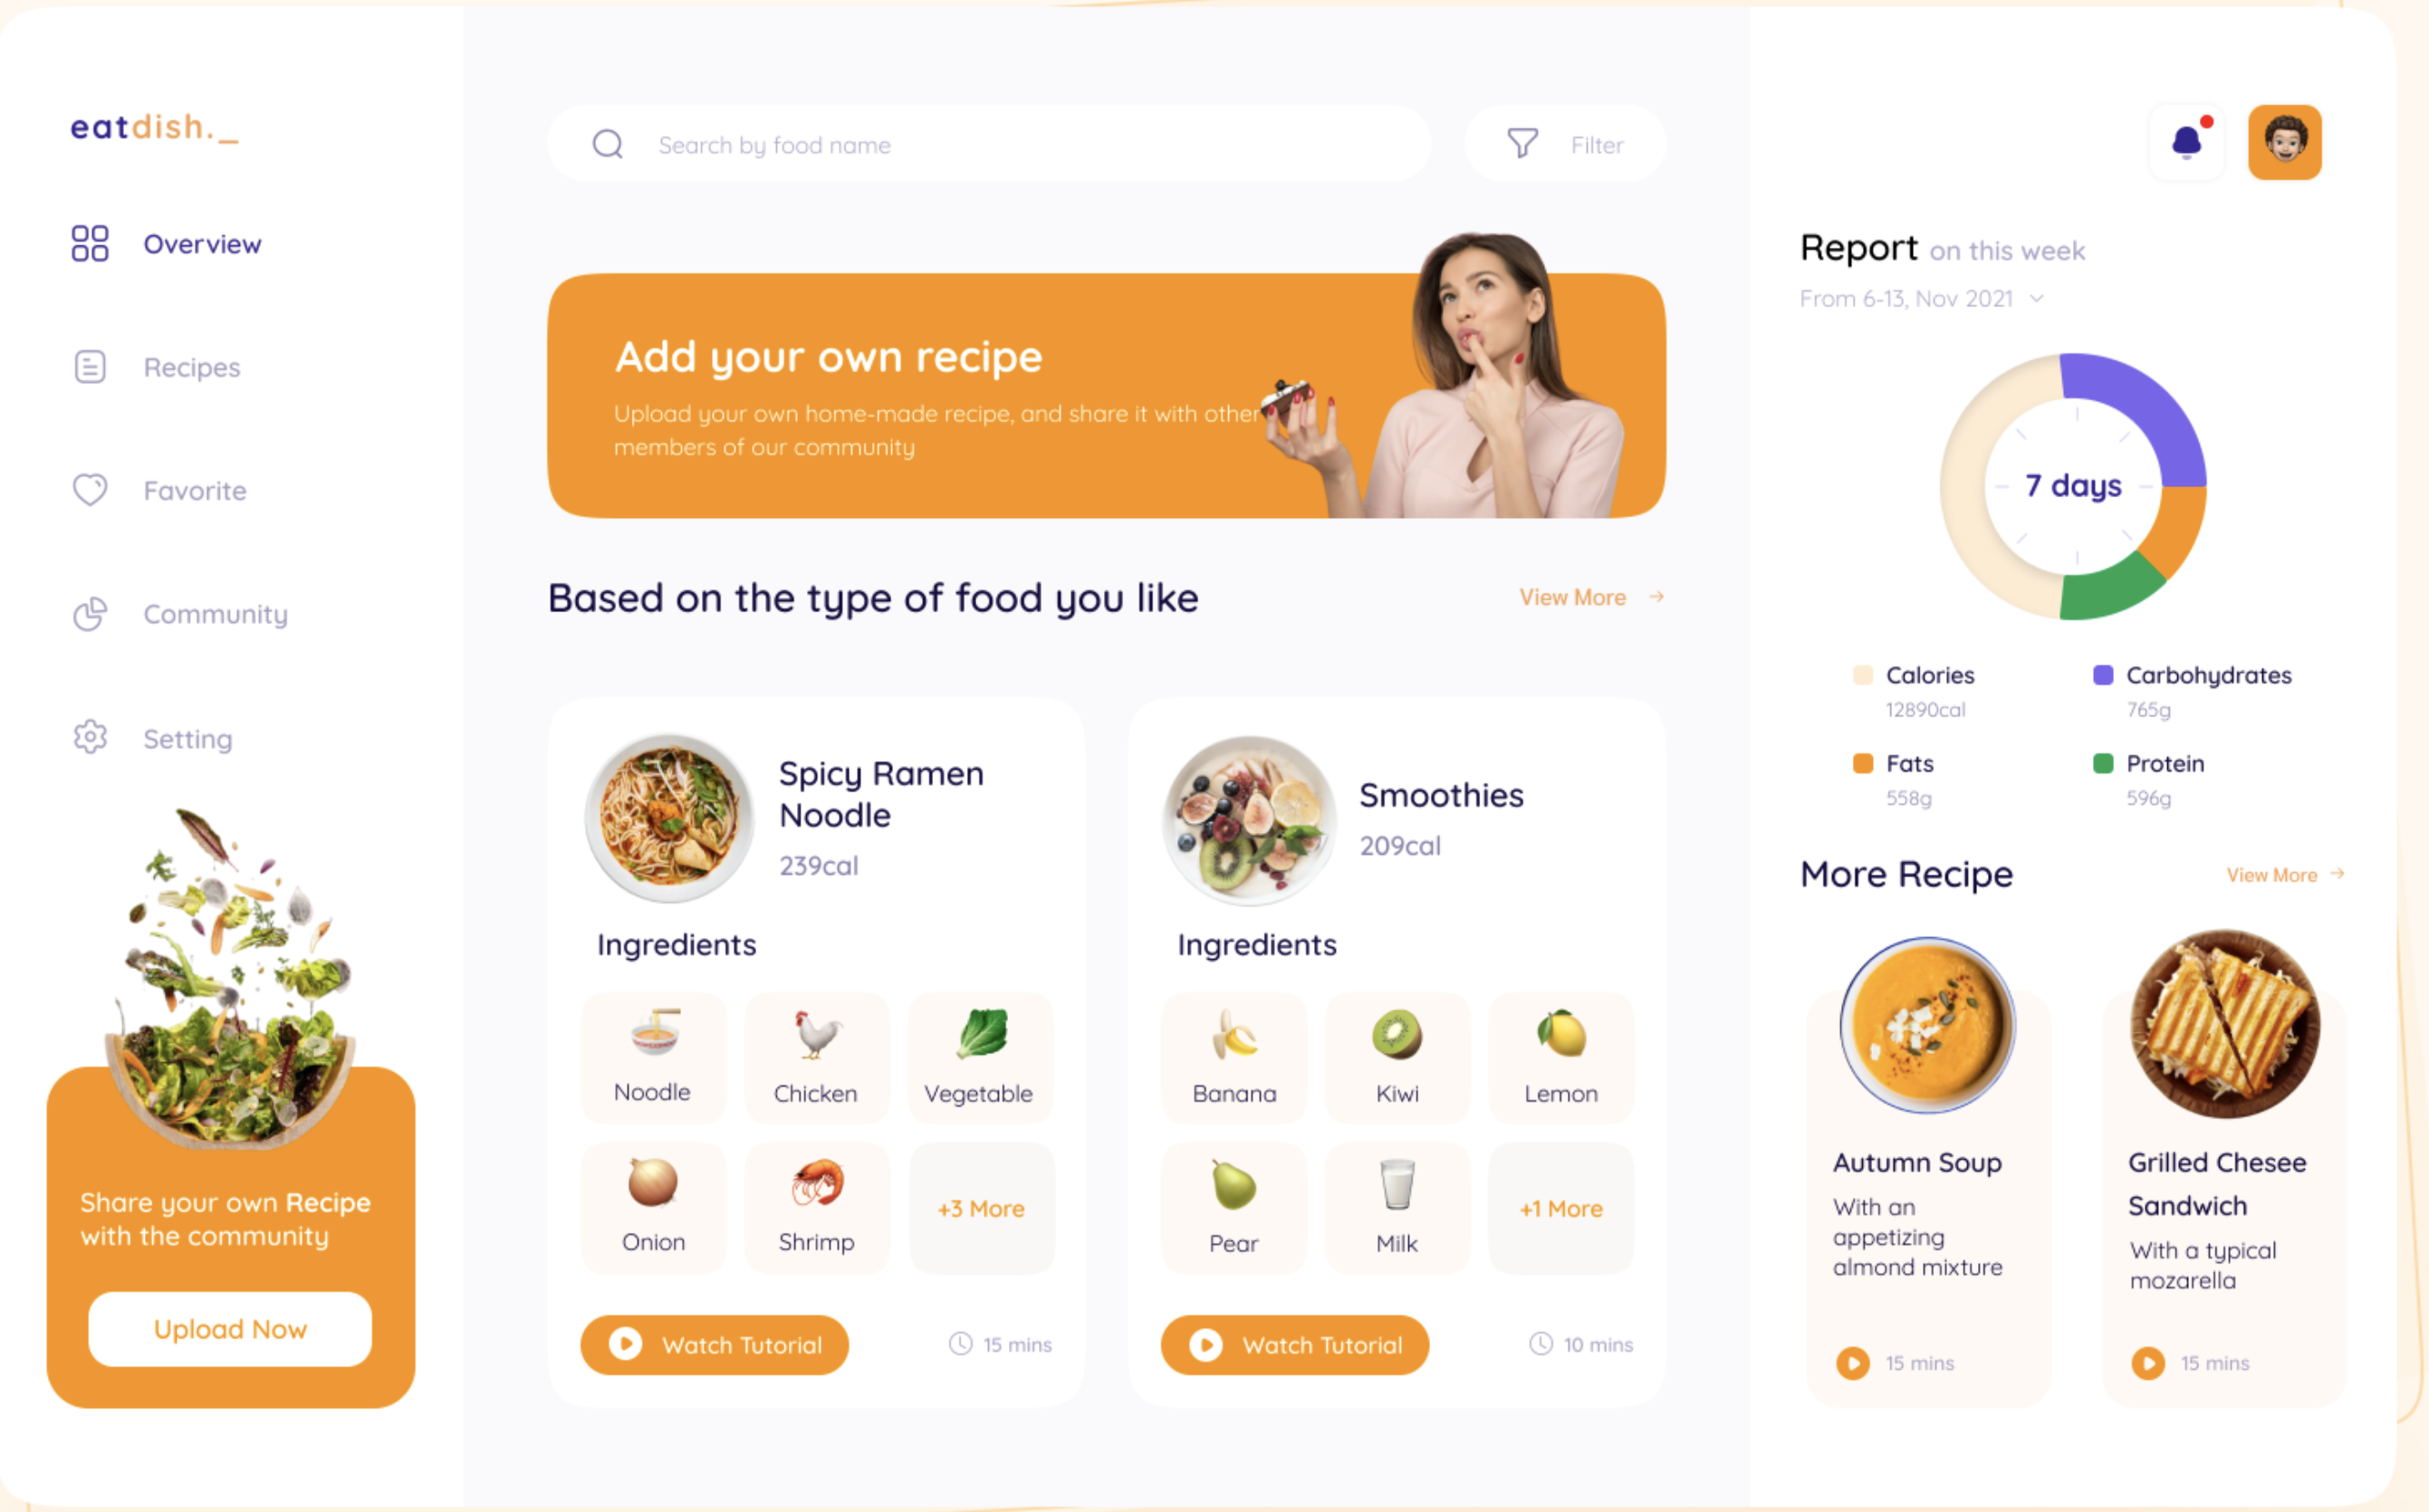 eatdish._
Overview
Recipes
Favorite
Community
Setting
Share your own Recipe
with the community
Upload Now
Search by food name
Filter
Add your own recipe
Upload your own home-made recipe, and share it with other
members of our community
Based on the type of food you like
View More
Spicy Ramen
Noodle
239cal
Ingredients
Noodle
Chicken
Vegetable
Onion
Shrimp
+3 More
Watch Tutorial
15 mins
Smoothies
209cal
Ingredients
Banana
Kiwi
Lemon
Pear
Milk
+1 More
Watch Tutorial
10 mins
Report on this week
From 6-13, Nov 2021
7 days
Calories
12890cal
Carbohydrates
765g
Fats
558g
Protein
596g
More Recipe
View More
Autumn Soup
With an
appetizing
almond mixture
15 mins
Grilled Chesee
Sandwich
With a typical
mozarella
15 mins